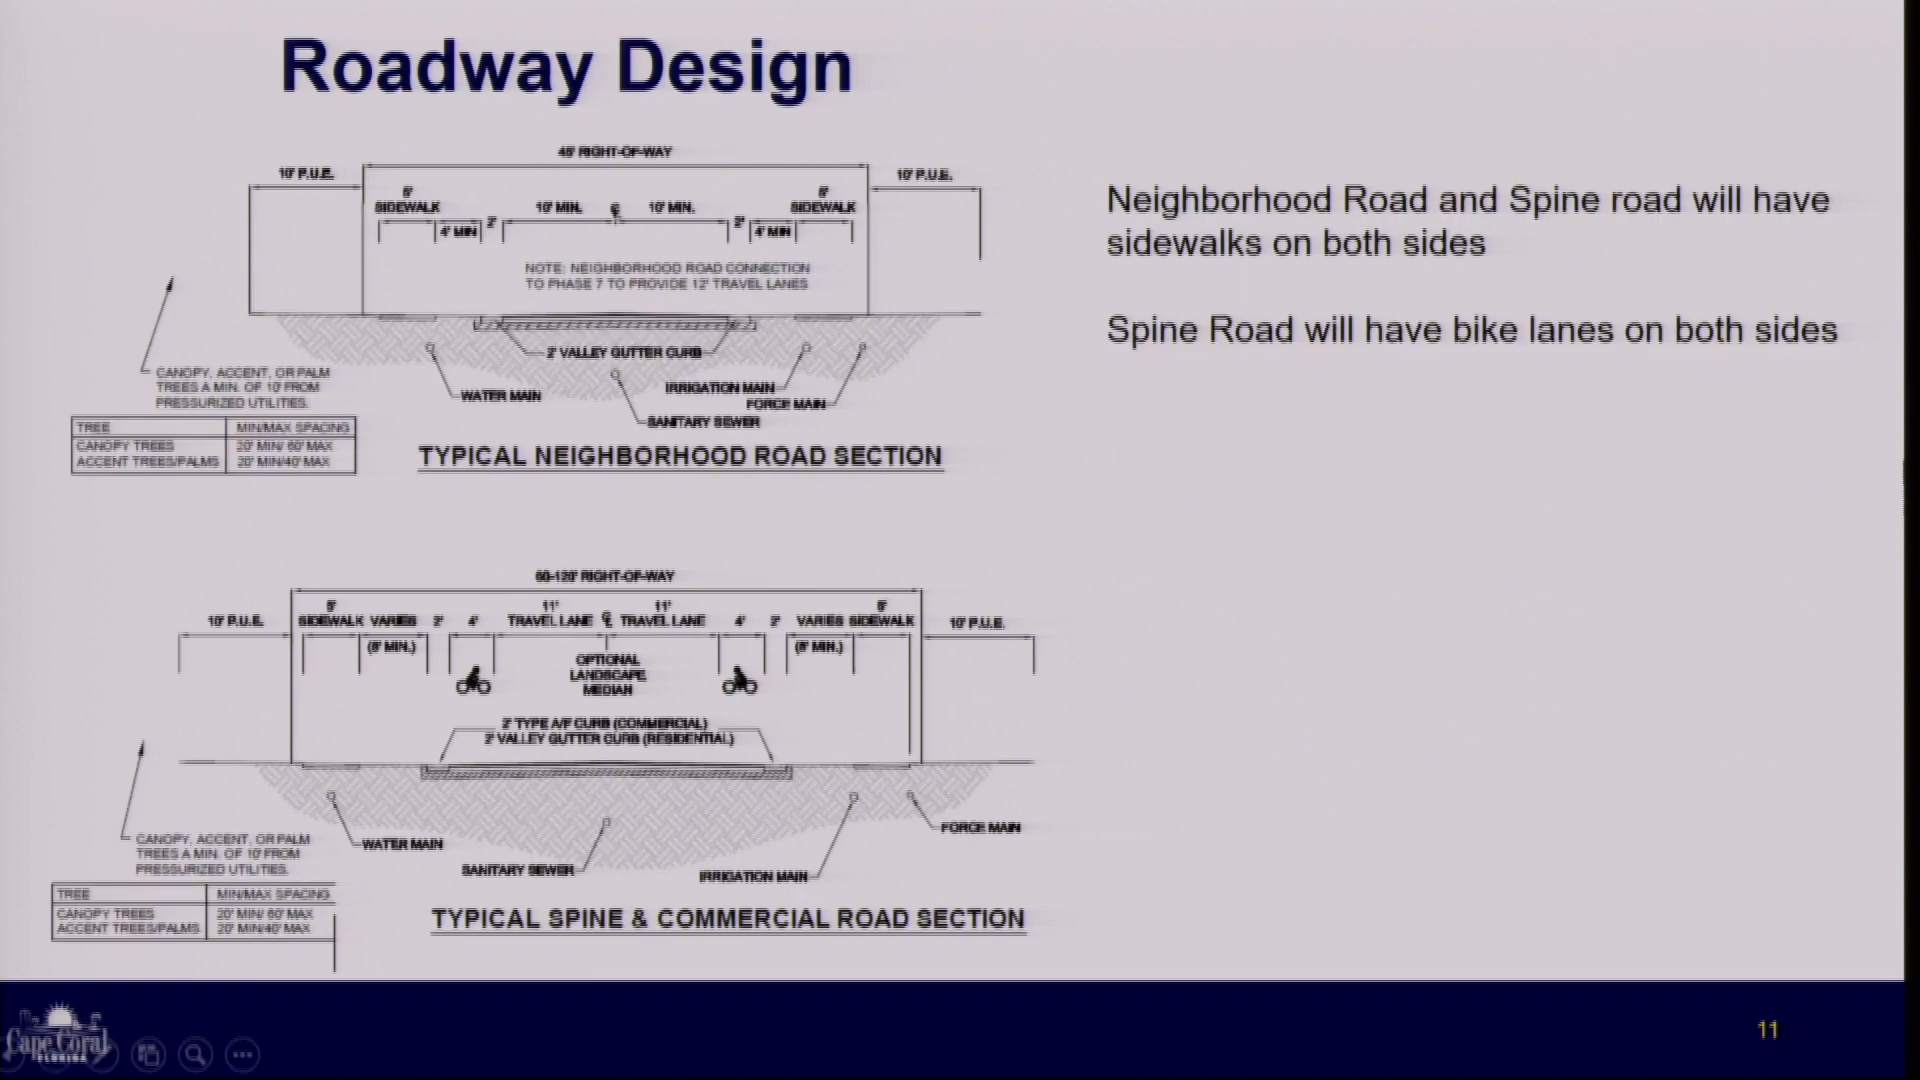 Roadway Design
RIGHT-OF-WAY
10' P.U.E.
10' P.U.E.
SIDEWALK
10' MIN.
10' MIN.
SIDEWALK
4' MIN
2'
2'
4' MIN
NOTE: NEIGHBORHOOD ROAD CONNECTION
TO PHASE 7 TO PROVIDE 12' TRAVEL LANES
2' VALLEY GUTTER CURB
CANOPY, ACCENT, OR PALM
TREES A MIN. OF 10' FROM
PRESSURIZED UTILITIES.
WATER MAIN
IRRIGATION MAIN
FORCE MAIN
SANITARY SEWER
TREE MIN/MAX SPACING
CANOPY TREES 20' MIN/ 60' MAX
ACCENT TREES/PALMS 20' MIN/40' MAX
TYPICAL NEIGHBORHOOD ROAD SECTION
Neighborhood Road and Spine road will have
sidewalks on both sides
Spine Road will have bike lanes on both sides
60-120' RIGHT-OF-WAY
10' P.U.E.
SIDEWALK
VARIES
2'
4'
11'
TRAVEL LANE
11'
TRAVEL LANE
4'
2'
VARIES
SIDEWALK
10' P.U.E.
MIN.)
MIN.)
OPTIONAL
LANDSCAPE
MEDIAN
2' TYPE A/F CURB (COMMERCIAL)
2' VALLEY GUTTER CURB (RESIDENTIAL)
CANOPY, ACCENT, OR PALM
TREES A MIN. OF 10' FROM
PRESSURIZED UTILITIES.
WATER MAIN
SANITARY SEWER
IRRIGATION MAIN
FORCE MAIN
TREE MIN/MAX SPACING
CANOPY TREES 20' MIN/ 60' MAX
ACCENT TREES/PALMS 20' MIN/40' MAX
TYPICAL SPINE & COMMERCIAL ROAD SECTION
Cape Coral
FLORIDA
11